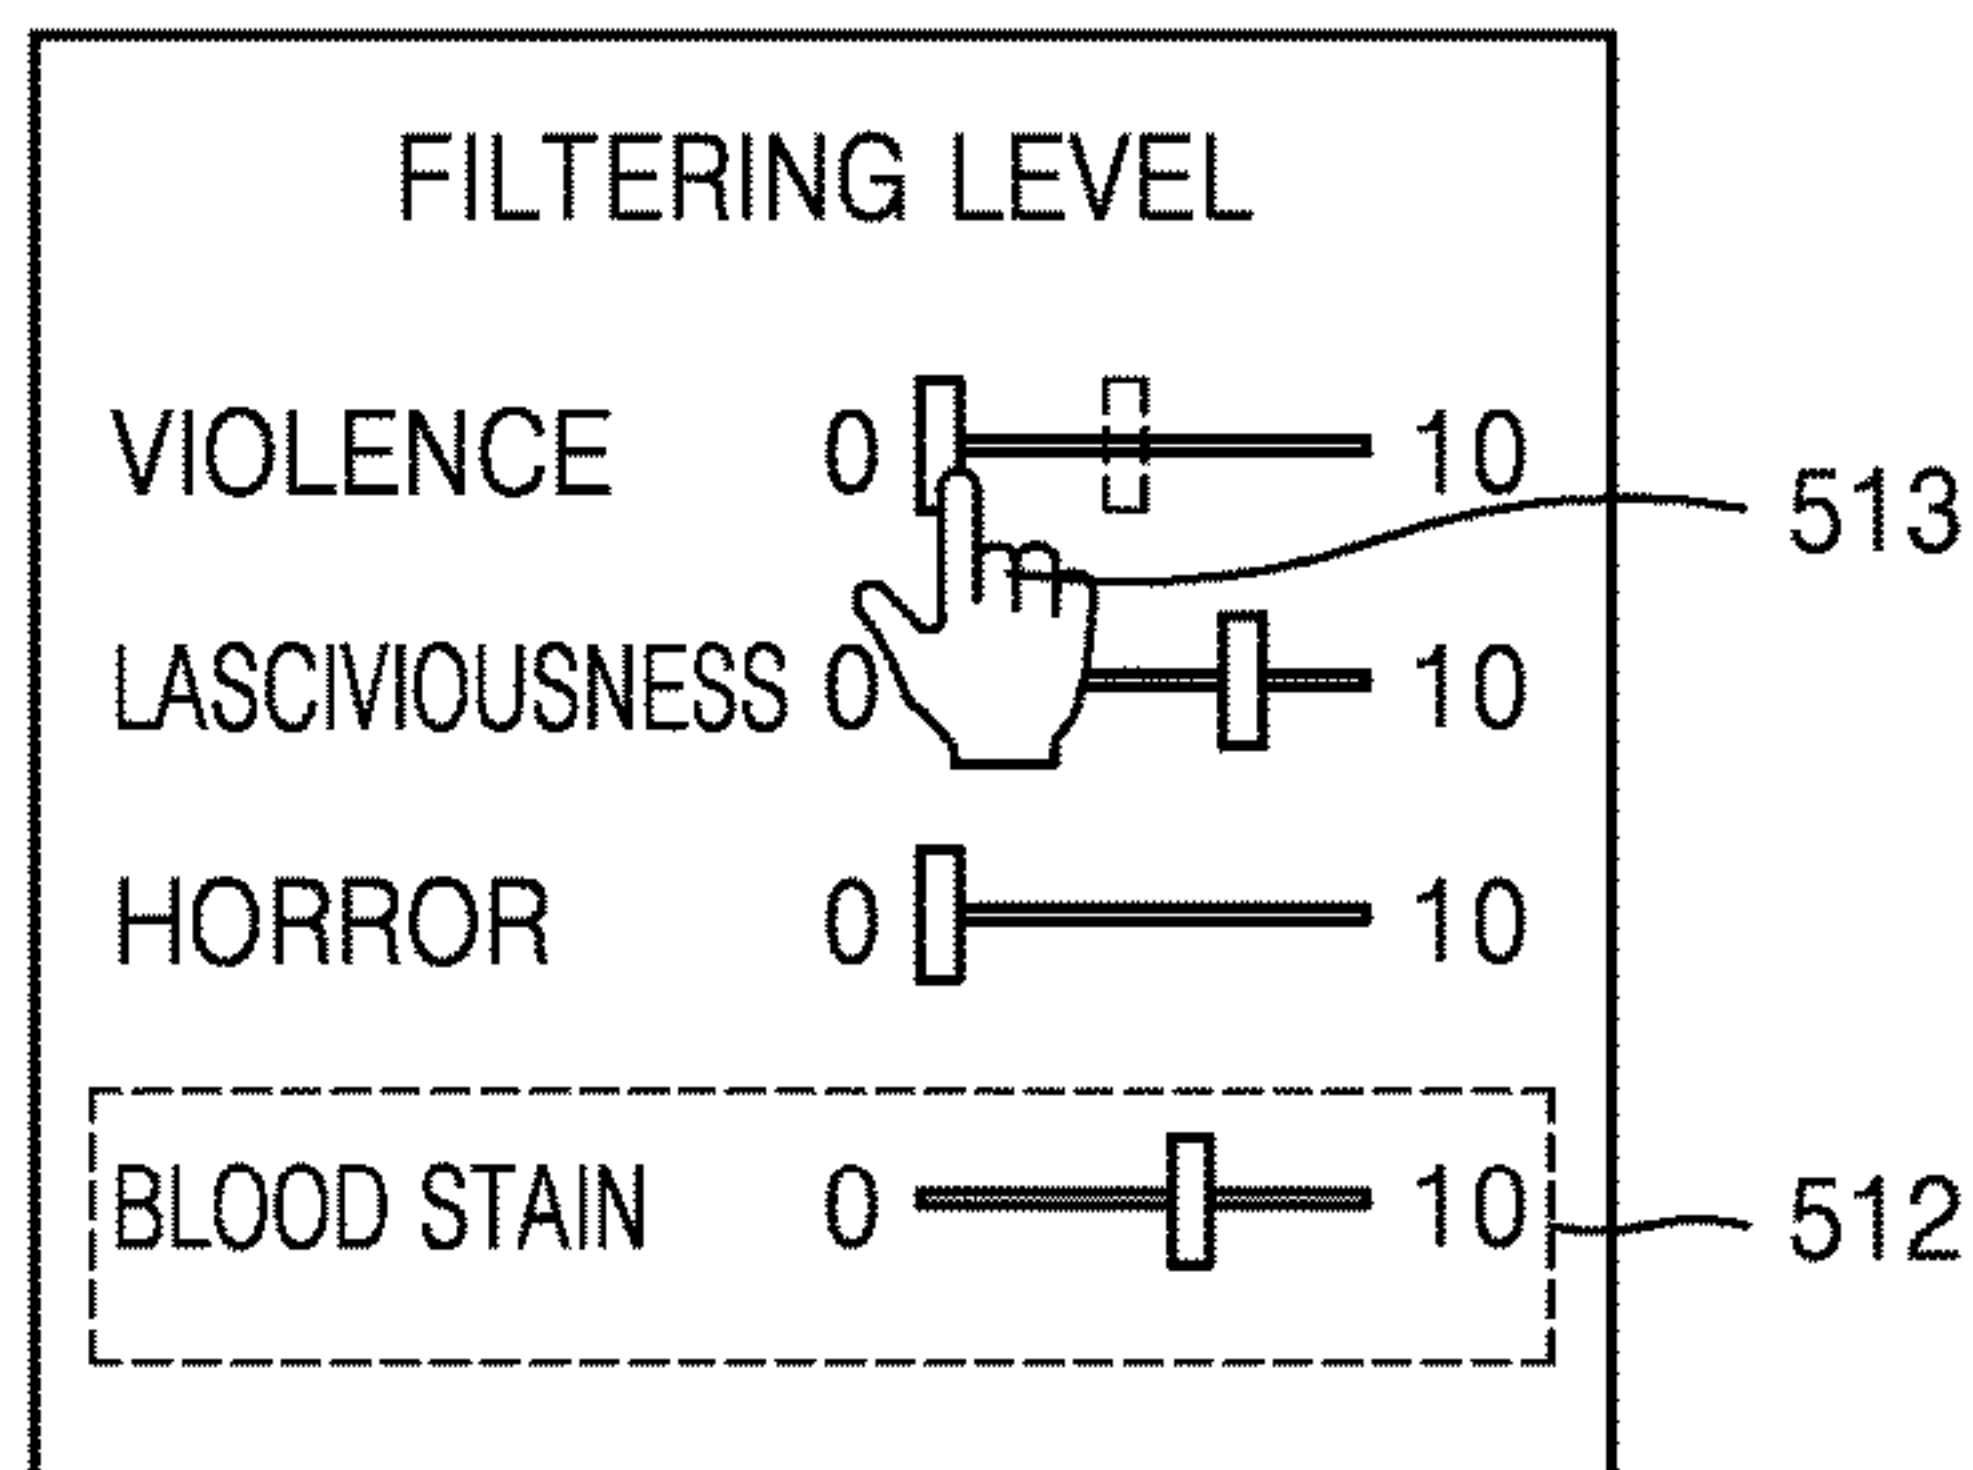 FILTERING LEVEL
VIOLENCE 0 10
513
LASCIVIOUSNESS 0 10
HORROR 0 10
BLOOD STAIN 0 10
512